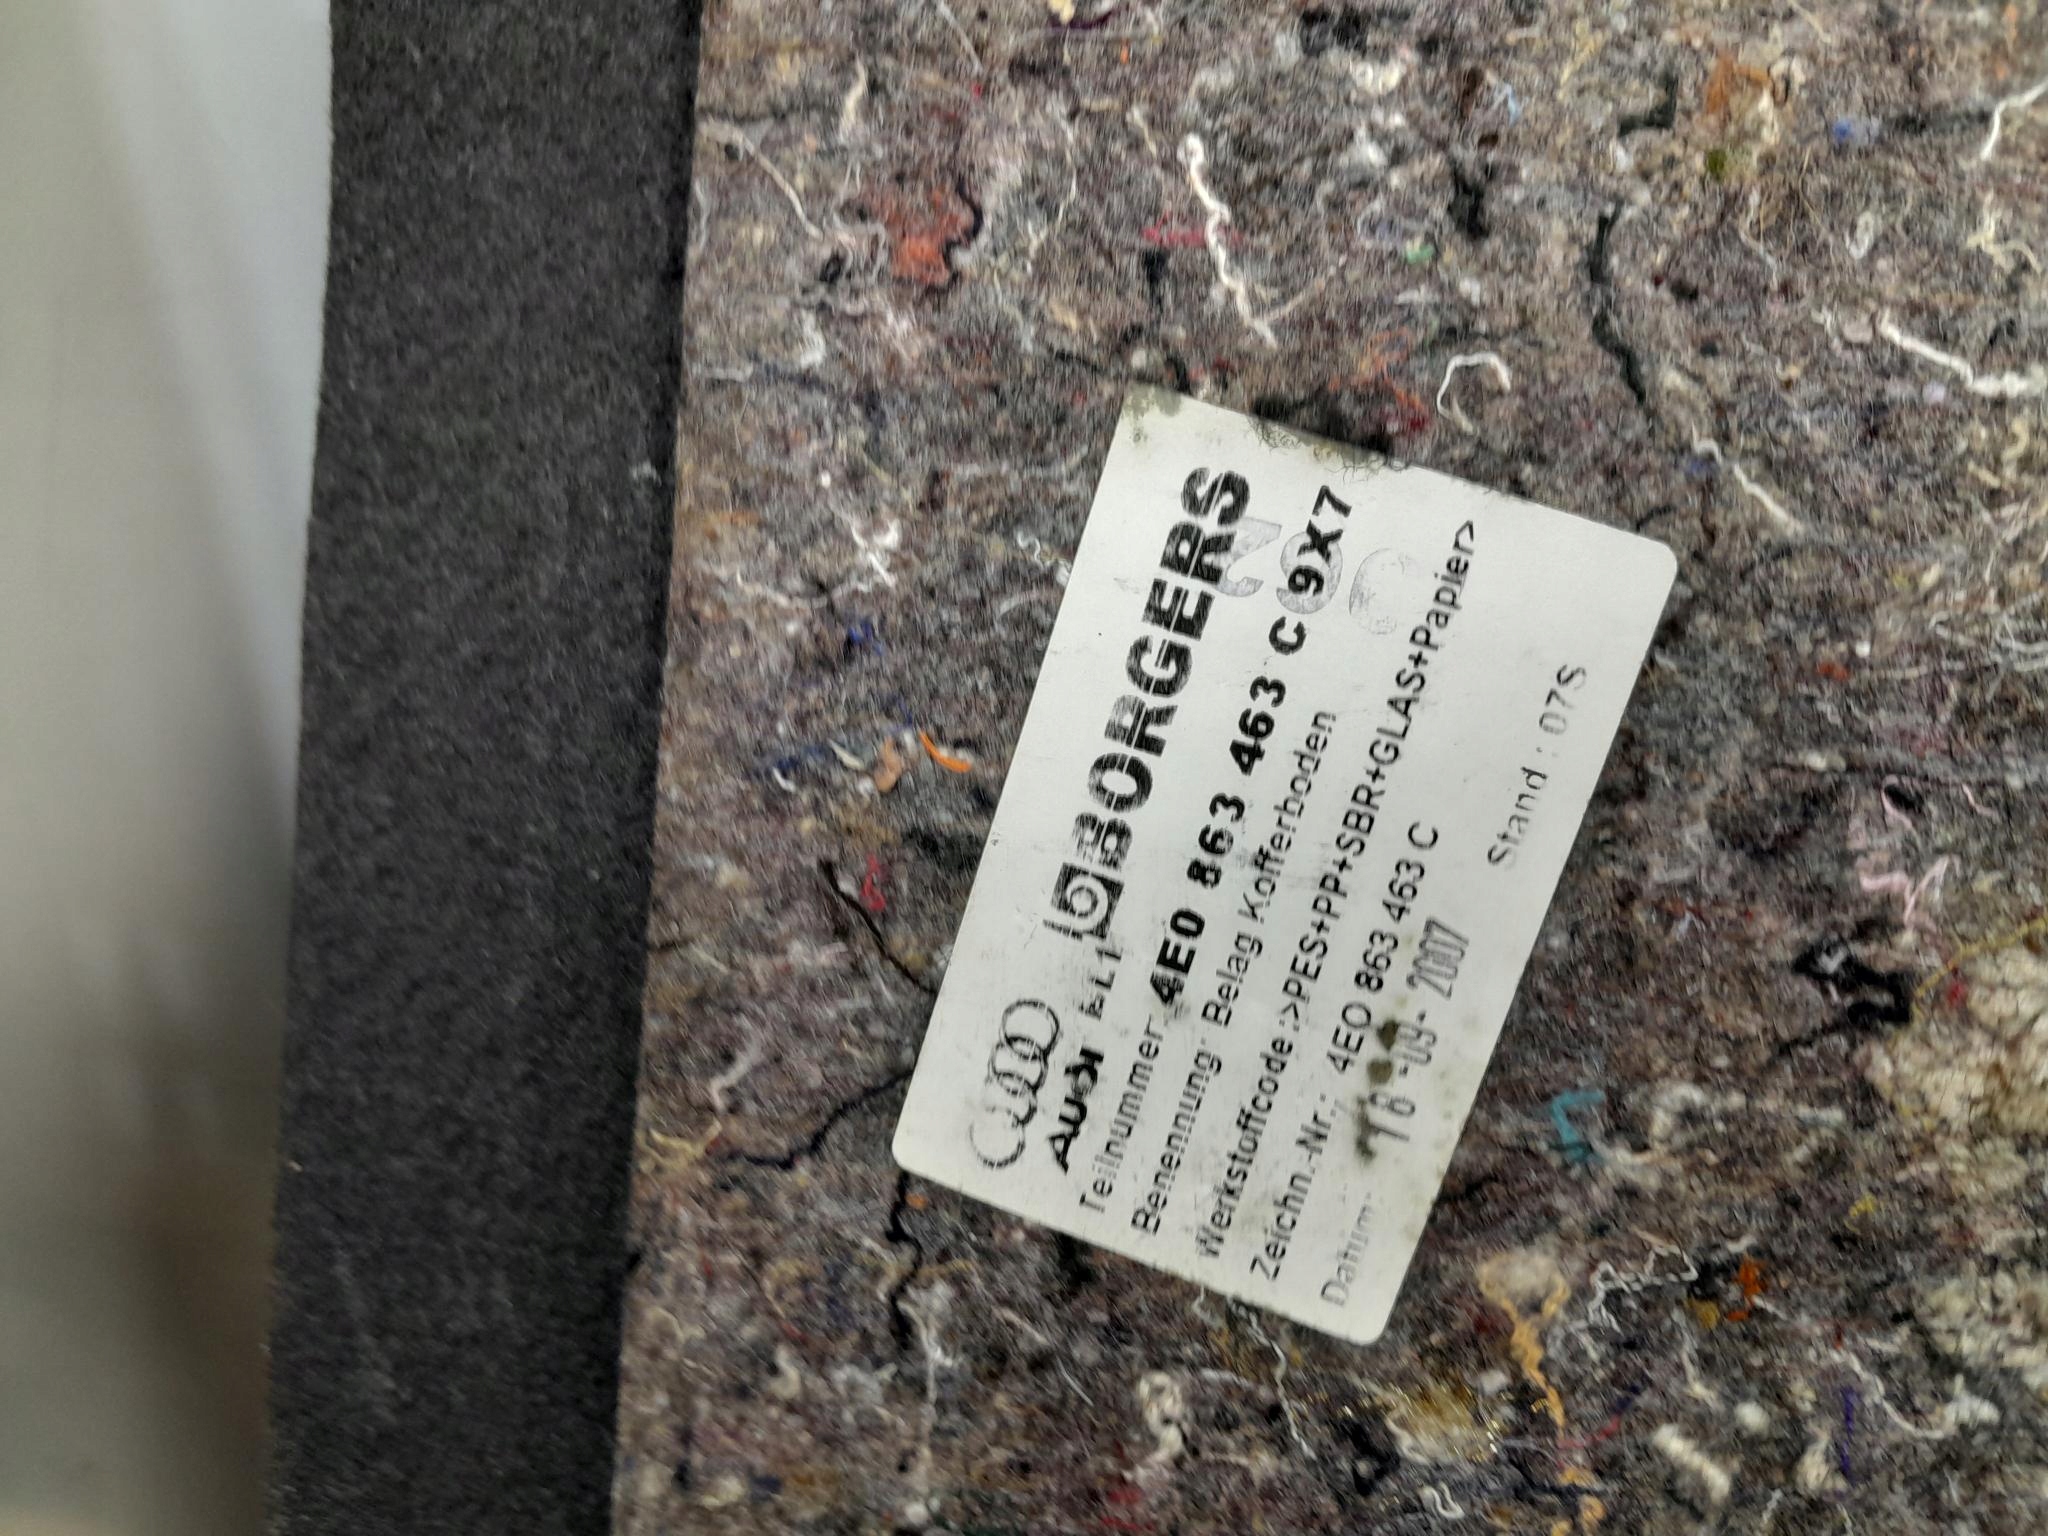 BORGERS
AUDI
Teilnummer 4E0 863 463 C 9X7
Benennung: Belag Kofferboden
Werkstoffcode:>PES+PP+SBR+GLAS+Papier>
Zeichn.-Nr.: 4E0 863 463 C
Datum: 2007 Stand : 07S